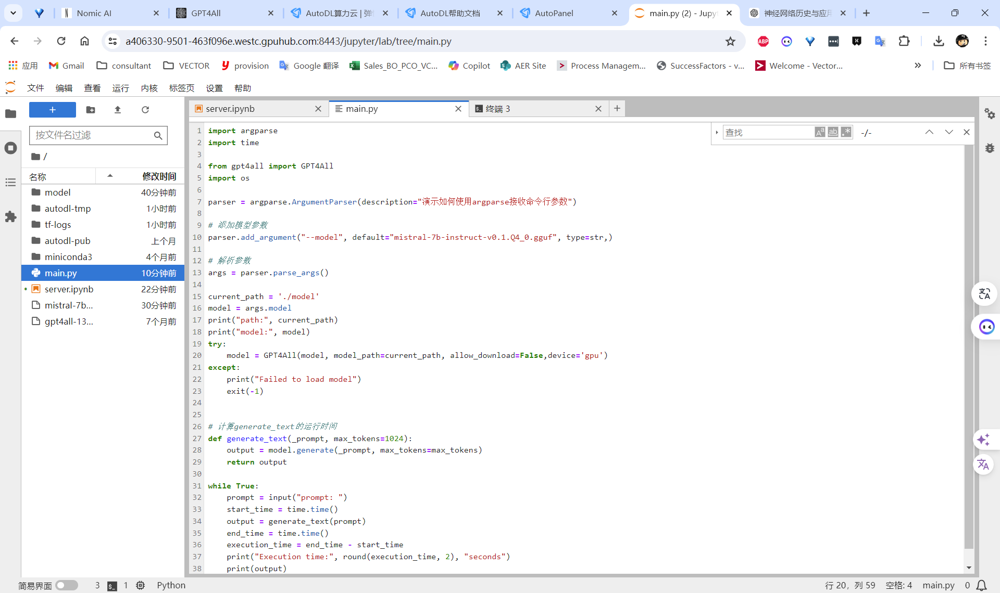 Nomic AI
GPT4All
AutoDL算力云 | 弹
AutoDL帮助文档
AutoPanel
main.py (2) - Jupyt
神经网络历史与应用
a406330-9501-463f096e.westc.gpuhub.com:8443/jupyter/lab/tree/main.py
ABP
应用
Gmail
consultant
VECTOR
provision
Google 翻译
Sales_BO_PCO_VC...
Copilot
AER Site
Process Managem...
SuccessFactors - v...
Welcome - Vector...
所有书签
文件 编辑 查看 运行 内核 标签页 设置 帮助
server.ipynb
main.py
终端 3
按文件名过滤
/
名称 修改时间
model 40分钟前
autodl-tmp 1小时前
tf-logs 1小时前
autodl-pub 上个月
miniconda3 4个月前
main.py 10分钟前
server.ipynb 22分钟前
mistral-7b... 30分钟前
gpt4all-13... 7个月前
查找 -/-
1 import argparse
2 import time
3
4 from gpt4all import GPT4All
5 import os
6
7 parser = argparse.ArgumentParser(description="演示如何使用argparse接收命令行参数")
8
9 # 添加模型参数
10 parser.add_argument("--model", default="mistral-7b-instruct-v0.1.Q4_0.gguf", type=str,)
11
12 # 解析参数
13 args = parser.parse_args()
14
15 current_path = './model'
16 model = args.model
17 print("path:", current_path)
18 print("model:", model)
19 try:
20     model = GPT4All(model, model_path=current_path, allow_download=False,device='gpu')
21 except:
22     print("Failed to load model")
23     exit(-1)
24
25
26 # 计算generate_text的运行时间
27 def generate_text(_prompt, max_tokens=1024):
28     output = model.generate(_prompt, max_tokens=max_tokens)
29     return output
30
31 while True:
32     prompt = input("prompt: ")
33     start_time = time.time()
34     output = generate_text(prompt)
35     end_time = time.time()
36     execution_time = end_time - start_time
37     print("Execution time:", round(execution_time, 2), "seconds")
38     print(output)
简易界面 3 1 Python 行 20，列 59 空格: 4 main.py 0